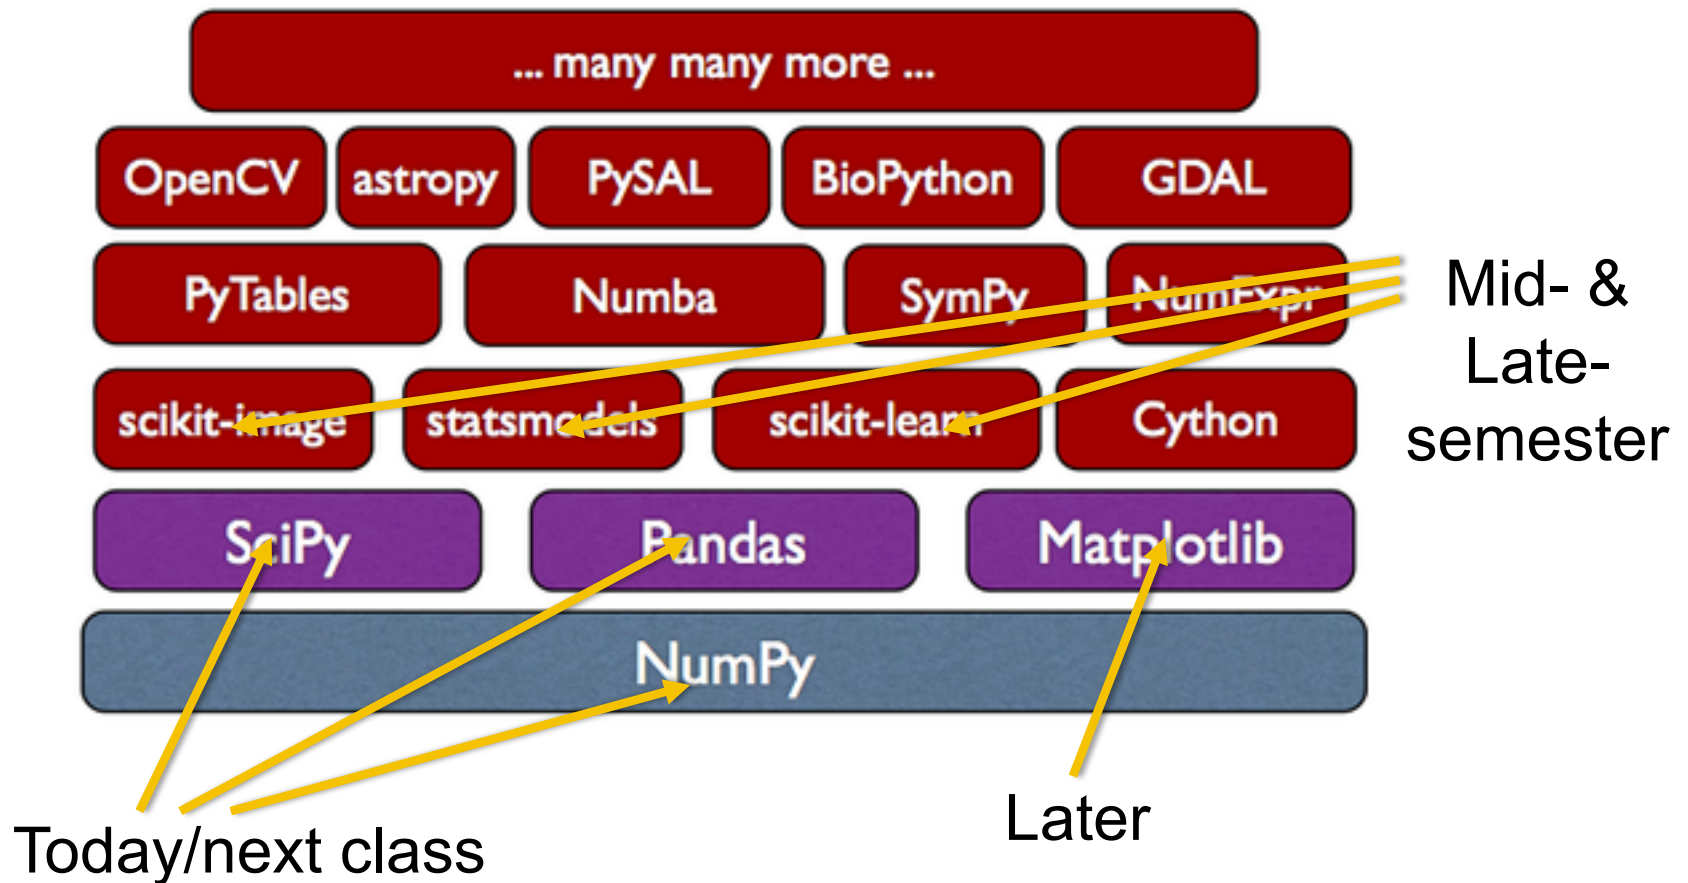 ... many many more ...
OpenCV
astropy
PySAL
BioPython
GDAL
PyTables
Numba
SymPy
NumExpr
Mid- &
Late-
semester
scikit-image
statsmodels
scikit-learn
Cython
SciPy
Pandas
Matplotlib
NumPy
Today/next class
Later